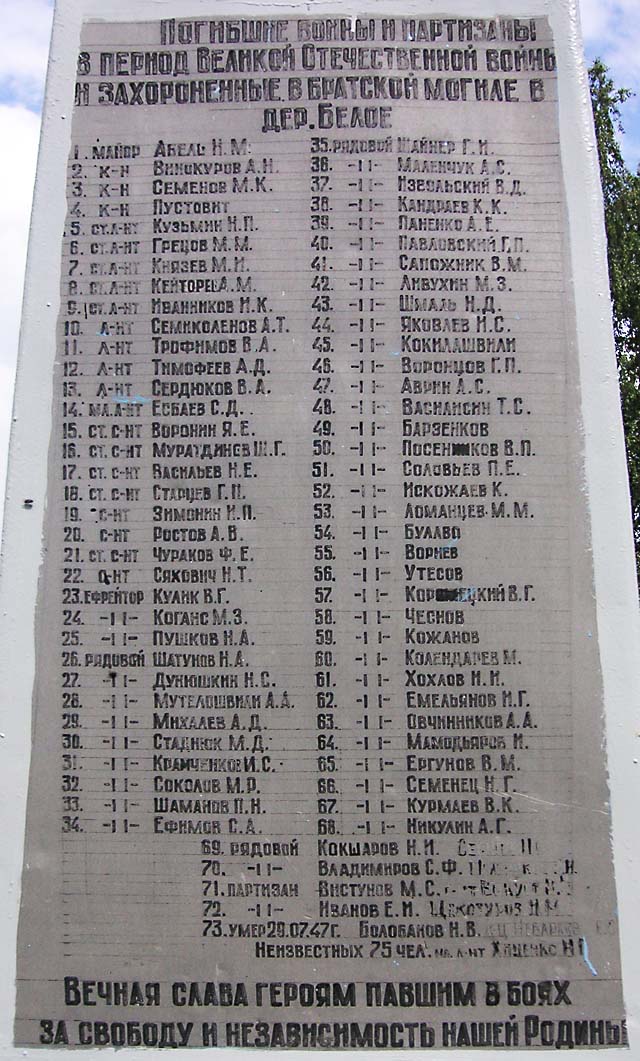 Погибшие воины и партизаны
в период Великой Отечественной войны
и захороненные в братской могиле в
дер. Белое
1. майор Абель Н.М.
2. к-н Винокуров А.Н.
3. к-н Семенов М.К.
4. к-н Пустовит
5. ст.л-нт Кузьмин Н.П.
6. ст.л-нт Грецов М.М.
7. ст.л-нт Князев М.И.
8. ст.л-нт Кейторец А.М.
9. ст.л-нт Иванников И.К.
10. л-нт Семиколенов А.Т.
11. л-нт Трофимов В.А.
12. л-нт Тимофеев А.Д.
13. л-нт Сердюков В.А.
14. мл.л-нт Есбаев С.Д.
15. ст. с-нт Воронин Я.Е.
16. ст. с-нт Муратдинев Ш.Г.
17. ст. с-нт Васильев Н.Е.
18. ст. с-нт Старцев Г.П.
19. с-нт Зимонин И.П.
20. с-нт Ростов А.В.
21. ст. с-нт Чураков Ф.Е.
22. с-нт Сякович Н.Т.
23. ефрейтор Кулик В.Г.
24. -11- Коганс М.З.
25. -11- Пушков Н.А.
26. рядовой Шатунов Н.А.
27. -11- Дунюшкин Н.С.
28. -11- Мутелошвили А.А.
29. -11- Михалев А.Д.
30. -11- Стаднюк М.Д.
31. -11- Крамченков И.С.
32. -11- Соколов М.Р.
33. -11- Шаманов П.Н.
34. -11- Ефимов С.А.
35. рядовой Шайнер Г.И.
36. -11- Маленчук А.С.
37. -11- Извольский В.Д.
38. -11- Кандраев К.К.
39. -11- Паненко А.Е.
40. -11- Павловский Г.П.
41. -11- Сапожник В.М.
42. -11- Ливухин М.З.
43. -11- Шмаль Н.Д.
44. -11- Яковлев И.С.
45. -11- Кокилашвили
46. -11- Воронцов Г.П.
47. -11- Аврин А.С.
48. -11- Василисин Т.С.
49. -11- Барзенков
50. -11- В.П.
51. -11- Соловьев П.Е.
52. -11- Искожаев К.
53. -11- Ломанцев М.М.
54. -11- Булаво
55. -11- Ворнев
56. -11- Утесов
57. -11- В.Г.
58. -11- Чеснов
59. -11- Кожанов
60. -11- Колендарев М.
61. -11- Хохлов И.И.
62. -11- Емельянов И.Г.
63. -11- Овчинников А.А.
64. -11- Мамодьяров И.
65. -11- Ергунов В.М.
66. -11- Семенец Н.Г.
67. -11- Курмаев В.К.
68. -11- Никулин А.Г.
69. рядовой Кокшаров Н.И.
70. -11- Владимиров С.Ф.
71. партизан Вистунов М.С.
72. -11- Иванов Е.И.
73. умер 28.07.47г. Болобанов Н.В.
Неизвестных 75 чел. мл. л-нт
Вечная слава героям павшим в боях
за свободу и независимость нашей Родины